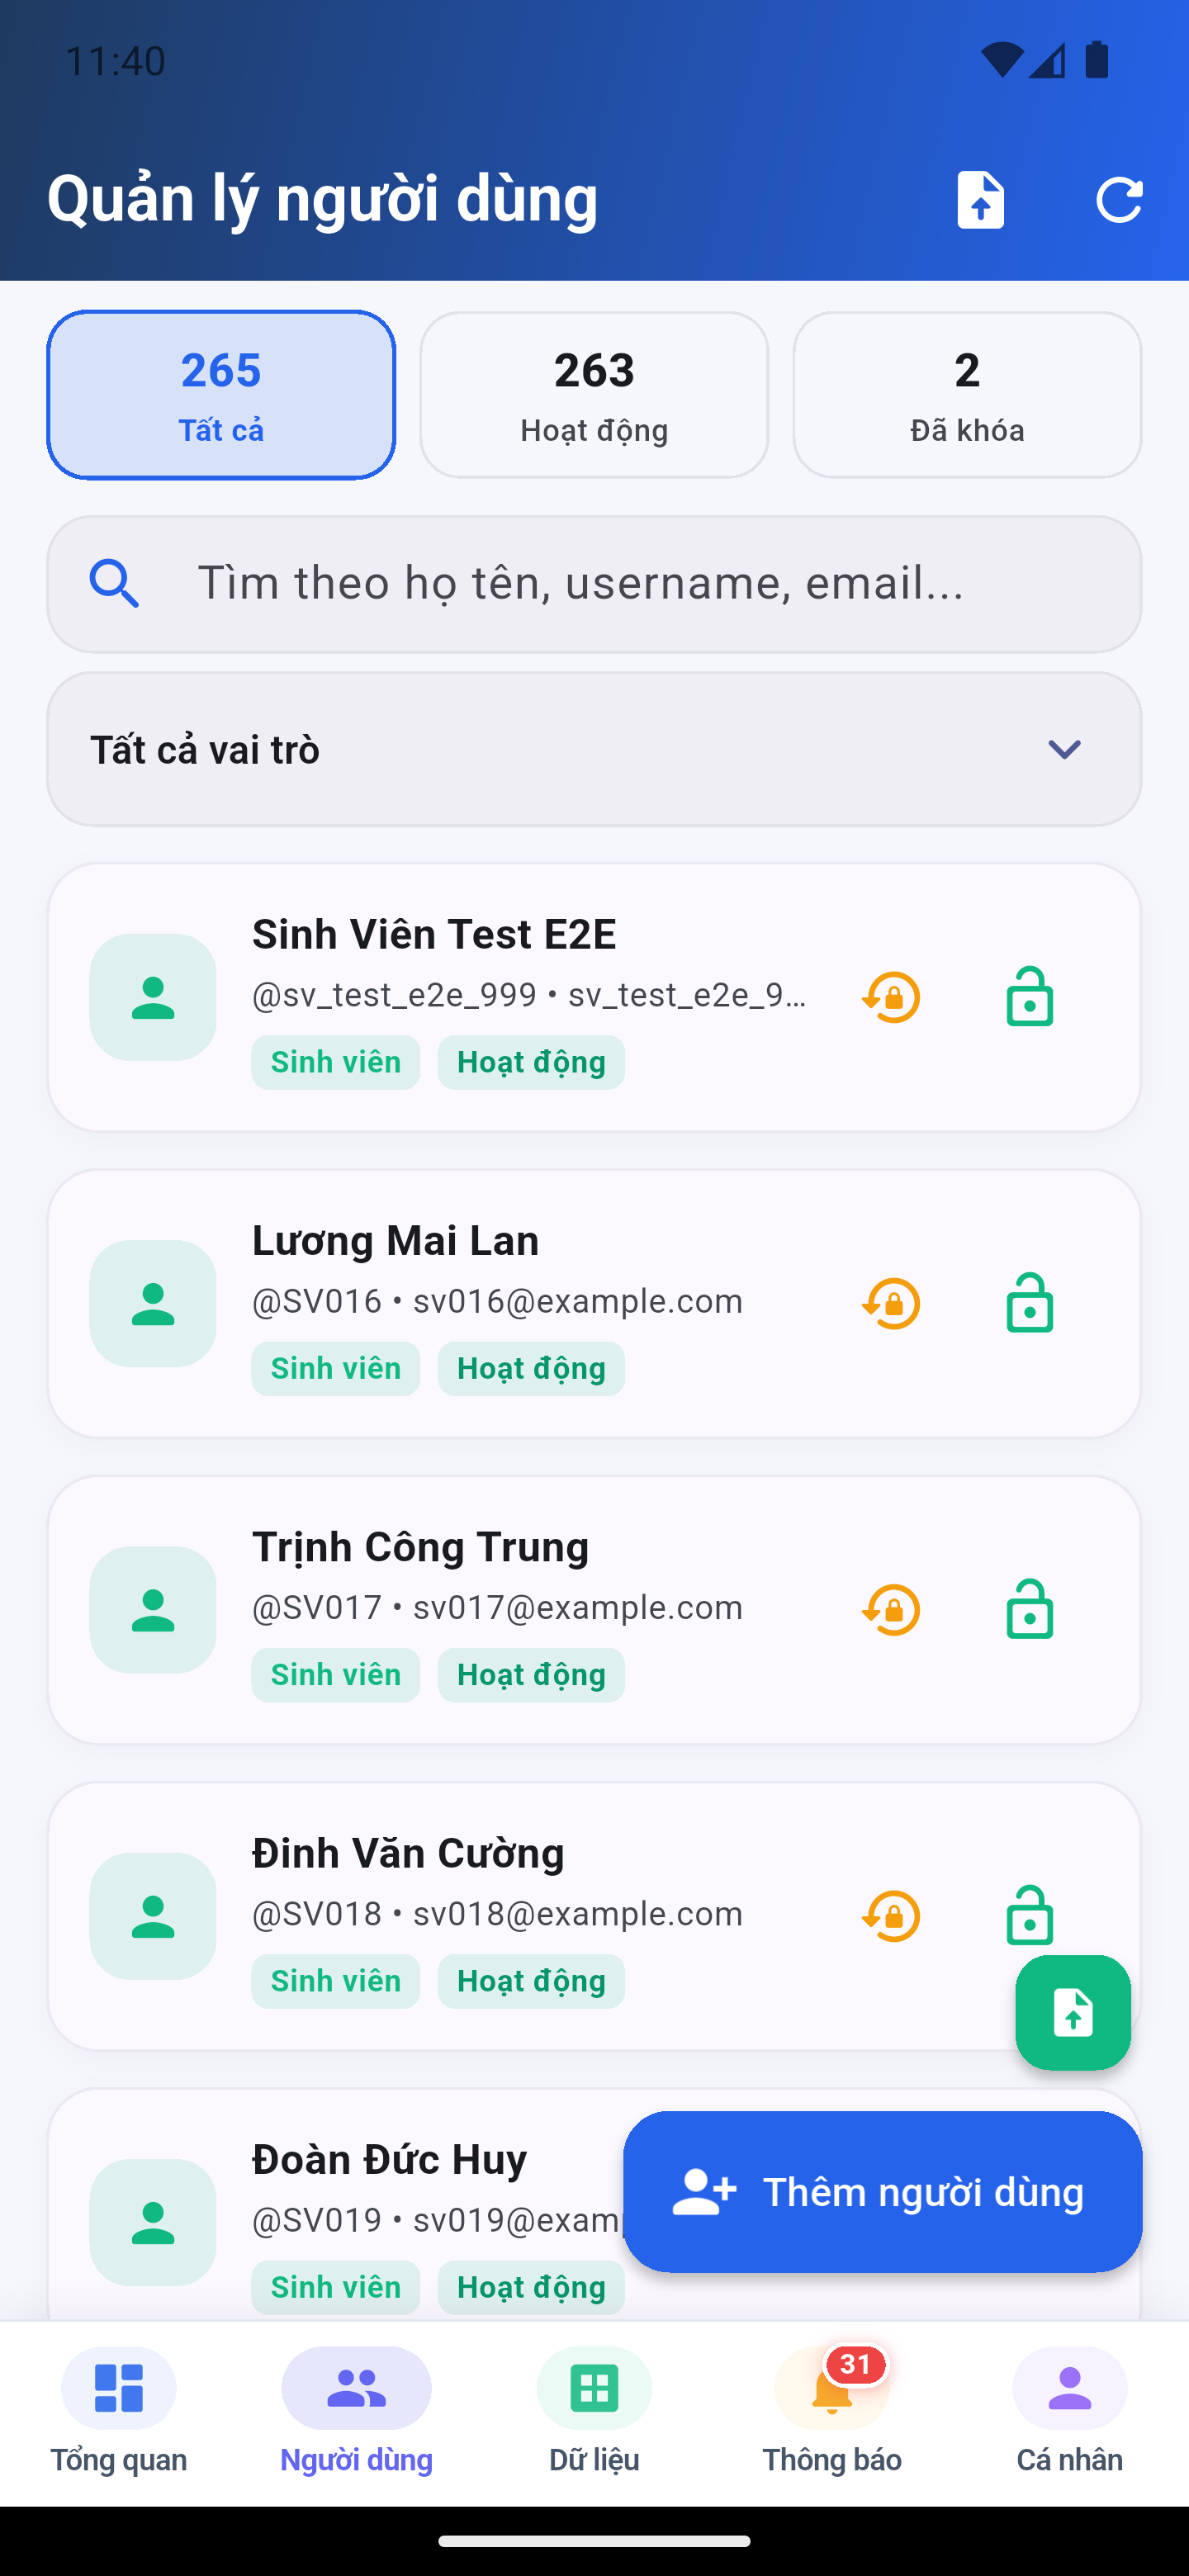 11:40
Quản lý người dùng
265
Tất cả
263
Hoạt động
2
Đã khóa
Tìm theo họ tên, username, email...
Tất cả vai trò
Sinh Viên Test E2E
@sv_test_e2e_999 • sv_test_e2e_9...
Sinh viên Hoạt động
Lương Mai Lan
@SV016 • sv016@example.com
Sinh viên Hoạt động
Trịnh Công Trung
@SV017 • sv017@example.com
Sinh viên Hoạt động
Đinh Văn Cường
@SV018 • sv018@example.com
Sinh viên Hoạt động
Đoàn Đức Huy
@SV019 • sv019@examp
Sinh viên Hoạt động
Thêm người dùng
31
Tổng quan Người dùng Dữ liệu Thông báo Cá nhân